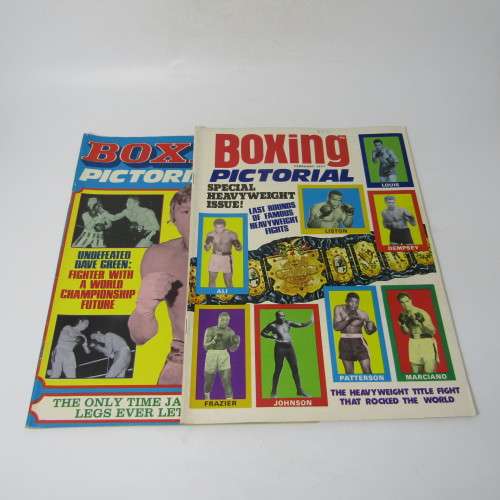 BOX
PICTORI
UNDEFEATED
DAVE GREEN:
FIGHTER WITH
A WORLD
CHAMPIONSHIP
FUTURE
THE ONLY TIME JA
LEGS EVER LET
BOXing
PICTORIAL
SPECIAL
HEAVYWEIGHT
ISSUE!
LAST ROUNDS
OF FAMOUS
HEAVYWEIGHT
FIGHTS
LOUIS
LISTON
DEMPSEY
ALI
FRAZIER
JOHNSON
PATTERSON
MARCIANO
THE HEAVYWEIGHT TITLE FIGHT
THAT ROCKED THE WORLD